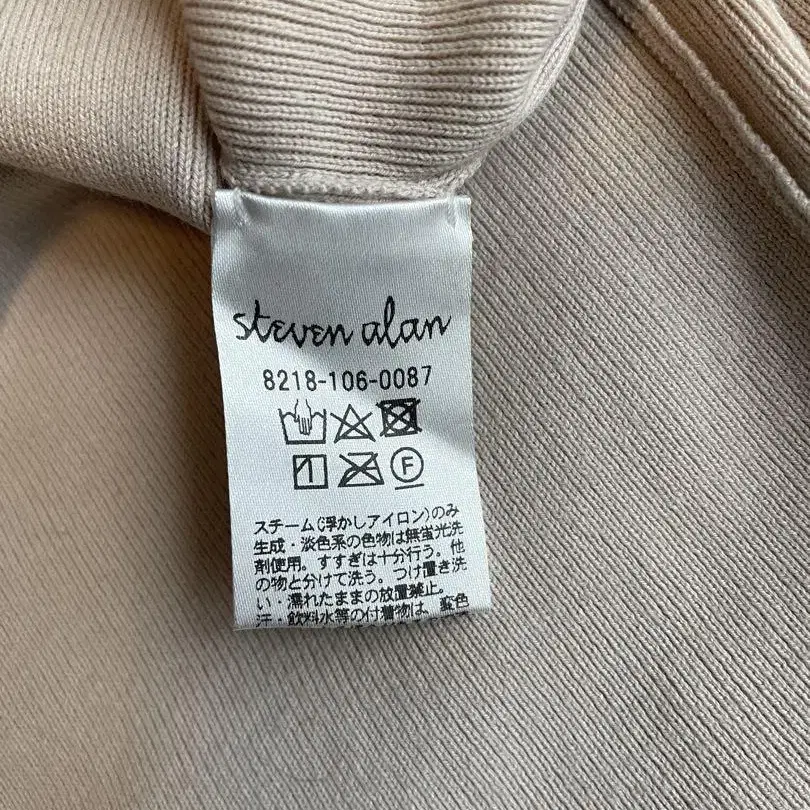 steven alan
8218-106-0087
F
スチーム(浮かしアイロン)のみ
生成・淡色系の色物は無蛍光洗
剤使用。すすぎは十分行う。他
の物と分けて洗う。つけ置き洗
い・濡れたままの放置禁止。
汗・飲料水等の付着物は、変色